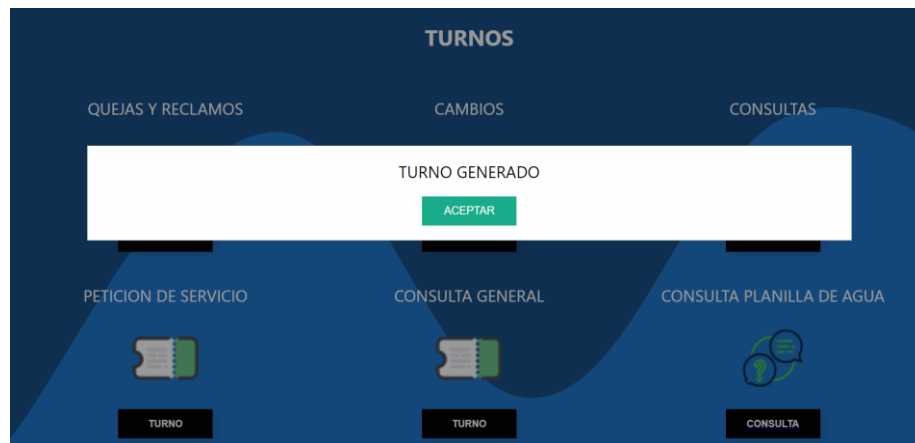 TURNOS
QUEJAS Y RECLAMOS
CAMBIOS
CONSULTAS
TURNO GENERADO
ACEPTAR
PETICION DE SERVICIO
CONSULTA GENERAL
CONSULTA PLANILLA DE AGUA
TURNO
TURNO
CONSULTA